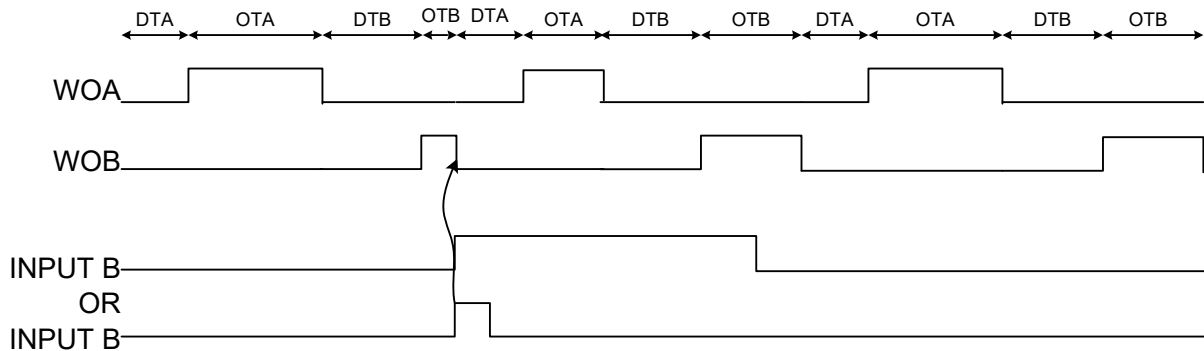 DTA OTA DTB OTB DTA OTA DTB OTB DTA OTA DTB OTB
WOA
WOB
INPUT B
OR
INPUT B